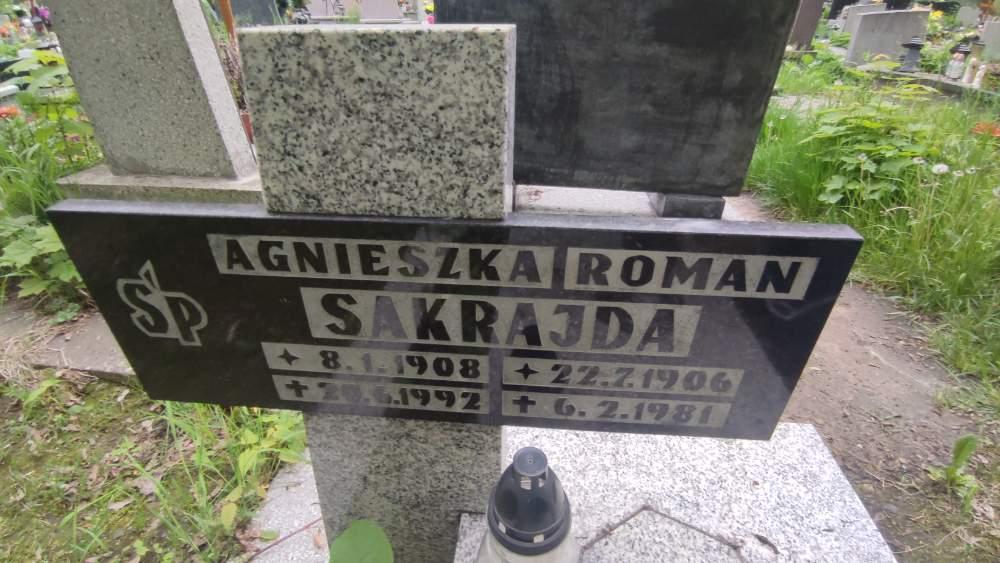 ŚP
AGNIESZKA ROMAN
SAKRAJDA
8.1.1908 22.7.1906
6.2.1981